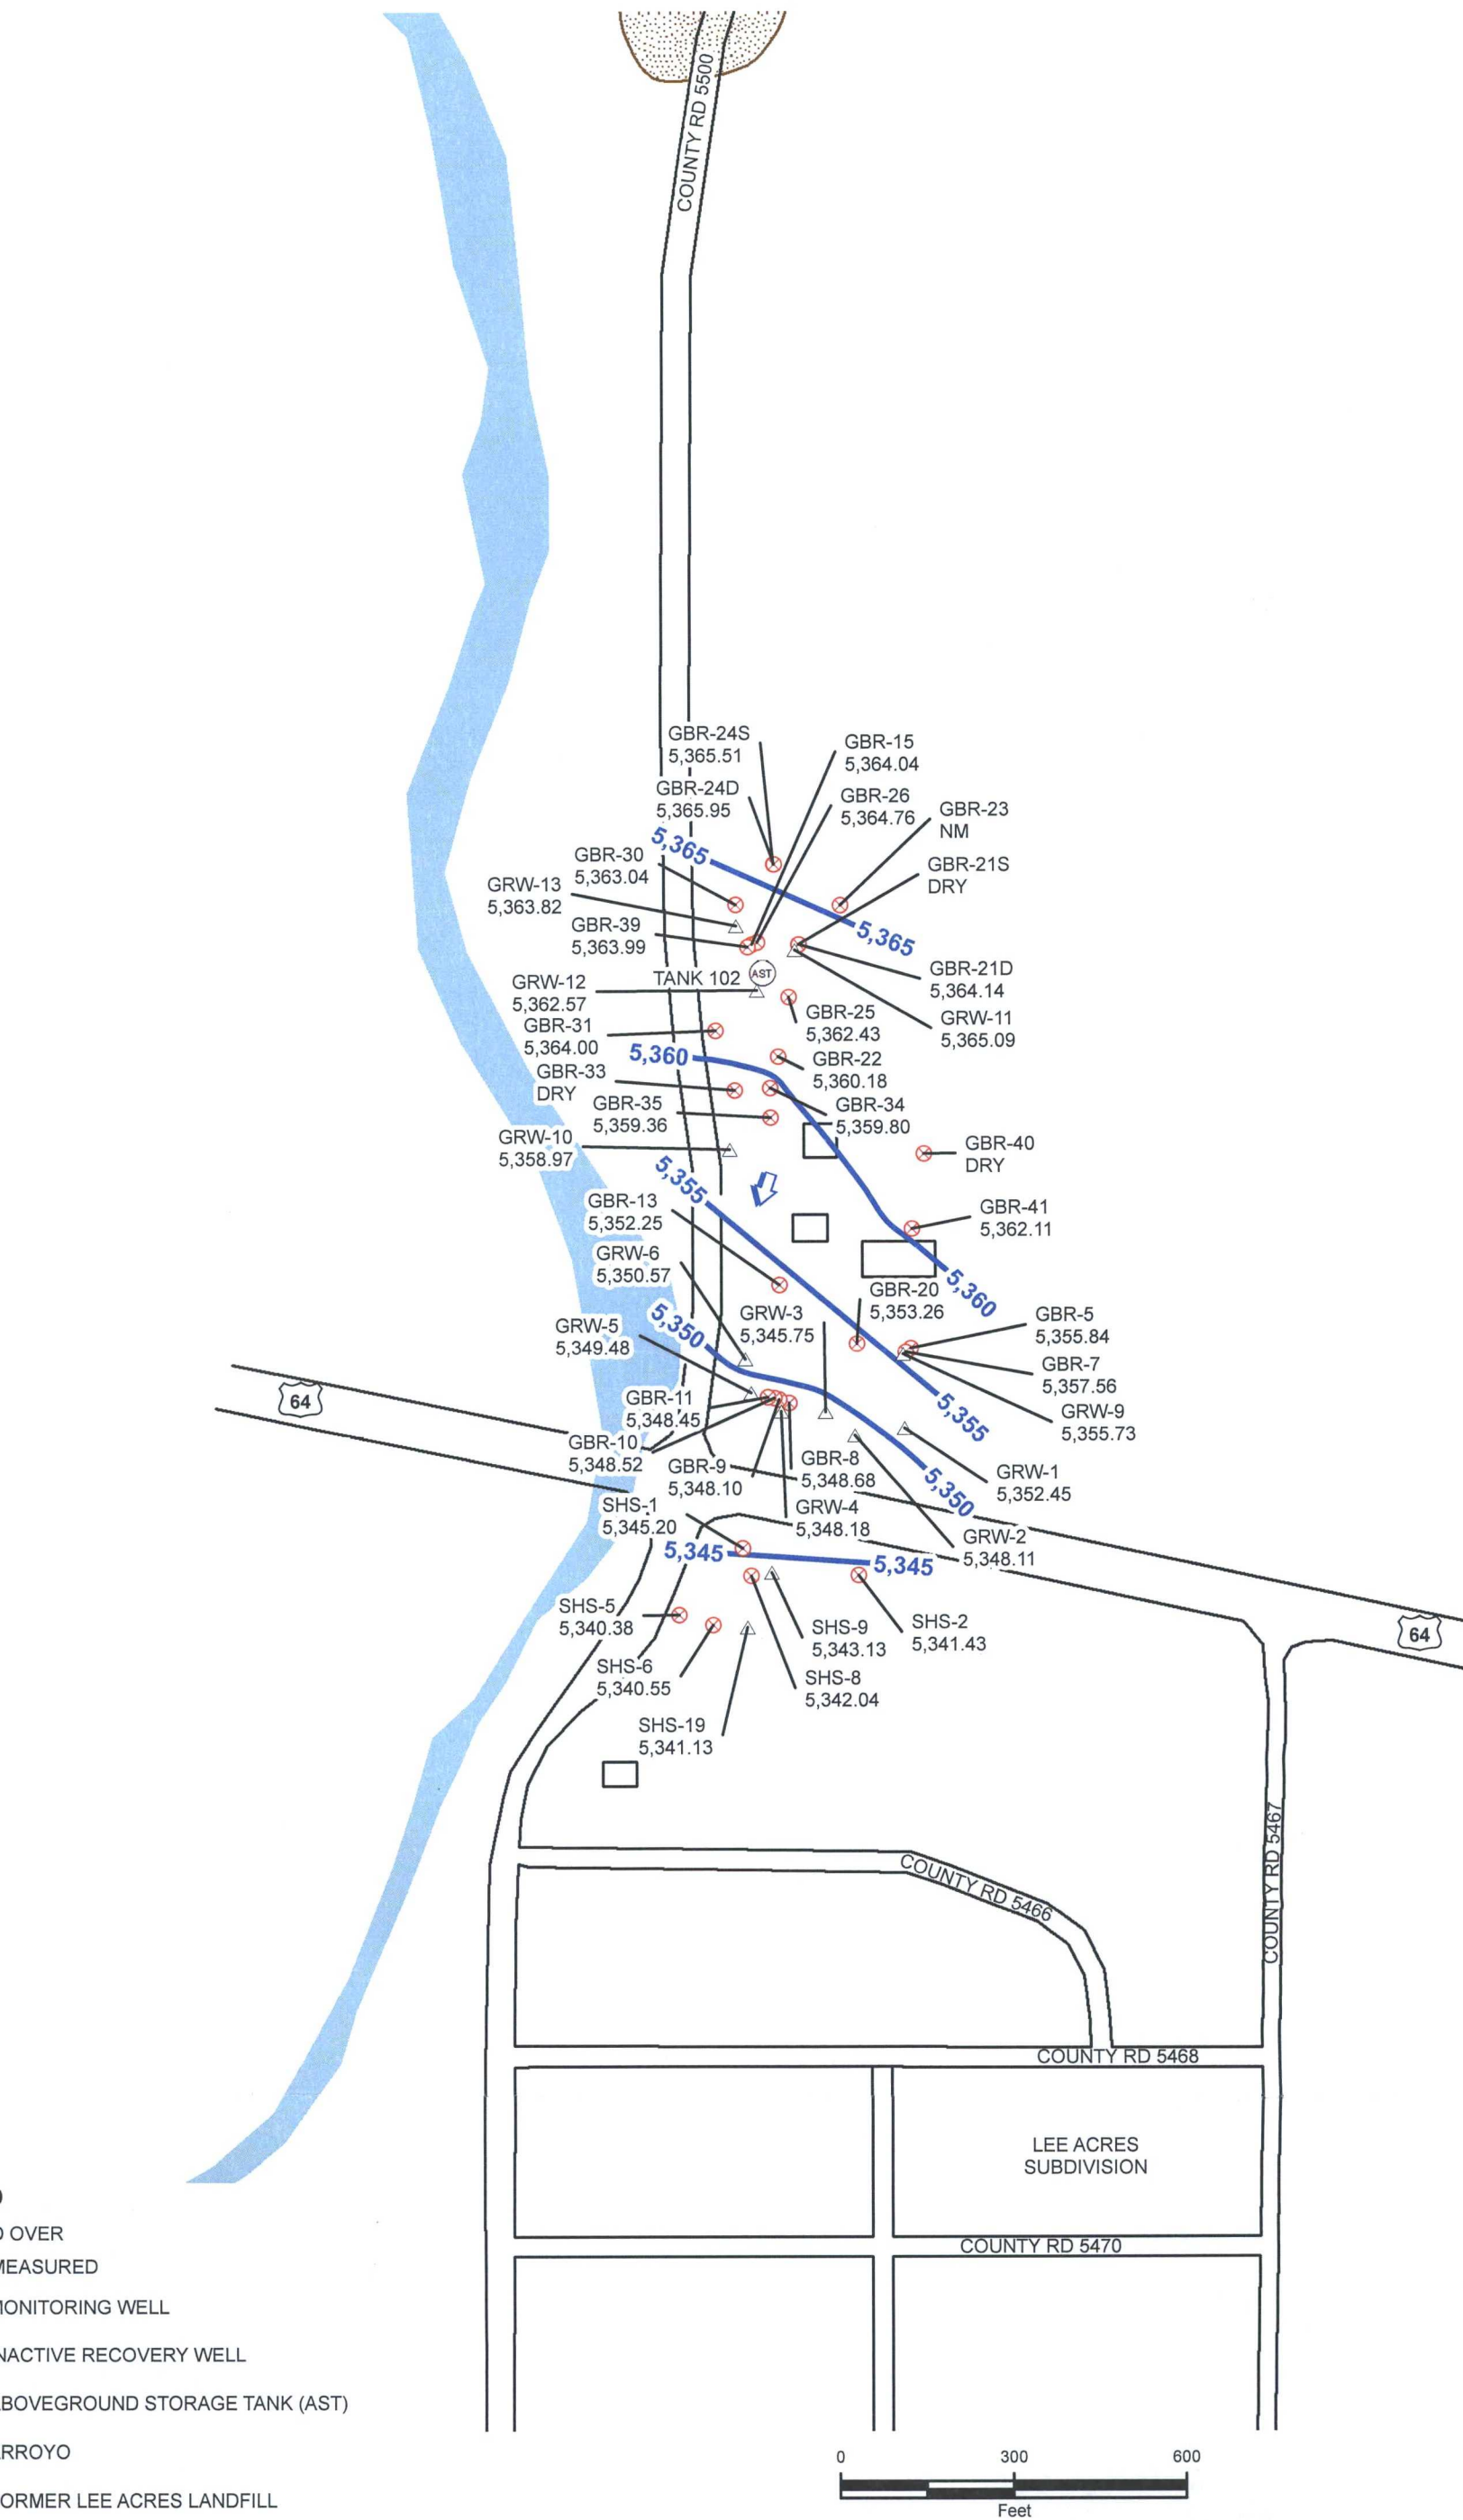 COUNTY RD 5500
GBR-24S
5,365.51
GBR-15
5,364.04
GBR-24D
5,365.95
GBR-26
5,364.76
GBR-23
NM
5,365
GBR-30
5,363.04
GBR-21S
DRY
GRW-13
5,363.82
GBR-39
5,363.99
5,365
GBR-21D
5,364.14
TANK 102
AST
GRW-12
5,362.57
GBR-25
5,362.43
GRW-11
5,365.09
GBR-31
5,364.00
5,360
GBR-22
5,360.18
GBR-33
DRY
GBR-35
5,359.36
GBR-34
5,359.80
GRW-10
5,358.97
GBR-40
DRY
5,355
GBR-13
5,352.25
GBR-41
5,362.11
GRW-6
5,350.57
5,360
GBR-20
5,353.26
GRW-3
5,345.75
5,350
GBR-5
5,355.84
GRW-5
5,349.48
GBR-7
5,357.56
64
GBR-11
5,348.45
GRW-9
5,355.73
5,355
GBR-10
5,348.52
GBR-9
5,348.10
GBR-8
5,348.68
GRW-1
5,352.45
5,350
SHS-1
5,345.20
GRW-4
5,348.18
GRW-2
5,348.11
5,345
5,345
SHS-5
5,340.38
SHS-9
5,343.13
SHS-2
5,341.43
64
SHS-6
5,340.55
SHS-8
5,342.04
SHS-19
5,341.13
COUNTY RD 5467
COUNTY RD 5466
COUNTY RD 5468
LEE ACRES
SUBDIVISION
COUNTY RD 5470
OVER
MEASURED
MONITORING WELL
NACTIVE RECOVERY WELL
BOVEGROUND STORAGE TANK (AST)
RROYO
ORMER LEE ACRES LANDFILL
0 300 600
Feet